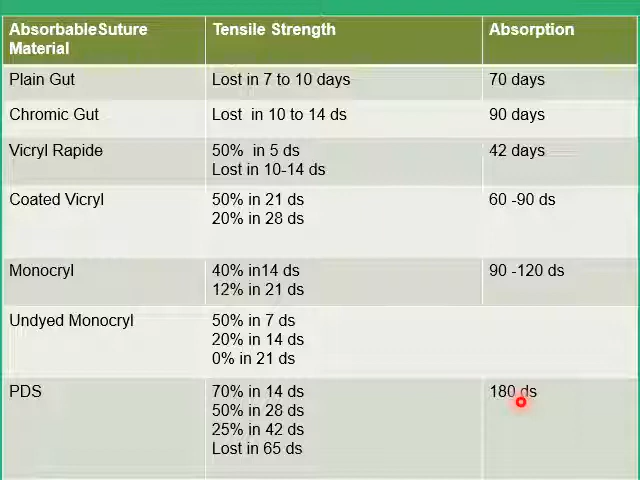 AbsorbableSuture Material Tensile Strength Absorption
Plain Gut Lost in 7 to 10 days 70 days
Chromic Gut Lost in 10 to 14 ds 90 days
Vicryl Rapide 50% in 5 ds 42 days
Lost in 10-14 ds
Coated Vicryl 50% in 21 ds 60 -90 ds
20% in 28 ds
Monocryl 40% in14 ds 90 -120 ds
12% in 21 ds
Undyed Monocryl 50% in 7 ds
20% in 14 ds
0% in 21 ds
PDS 70% in 14 ds 180 ds
50% in 28 ds
25% in 42 ds
Lost in 65 ds